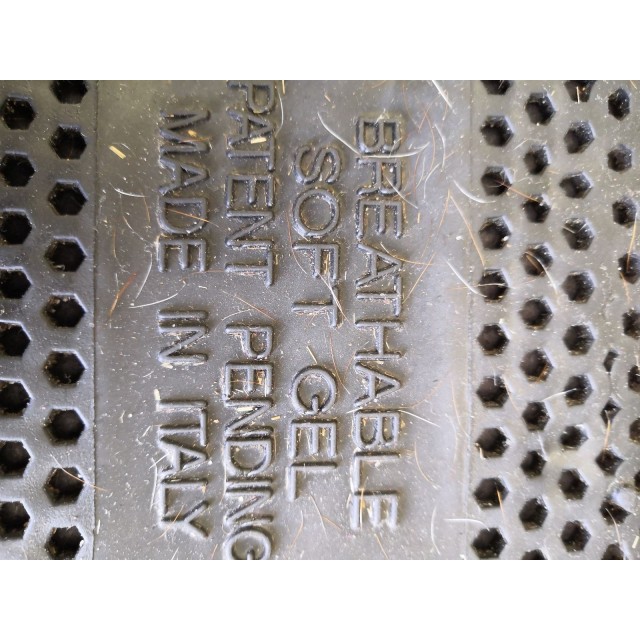 BREATHABLE
SOFT GEL
PATENT PENDING
MADE IN ITALY